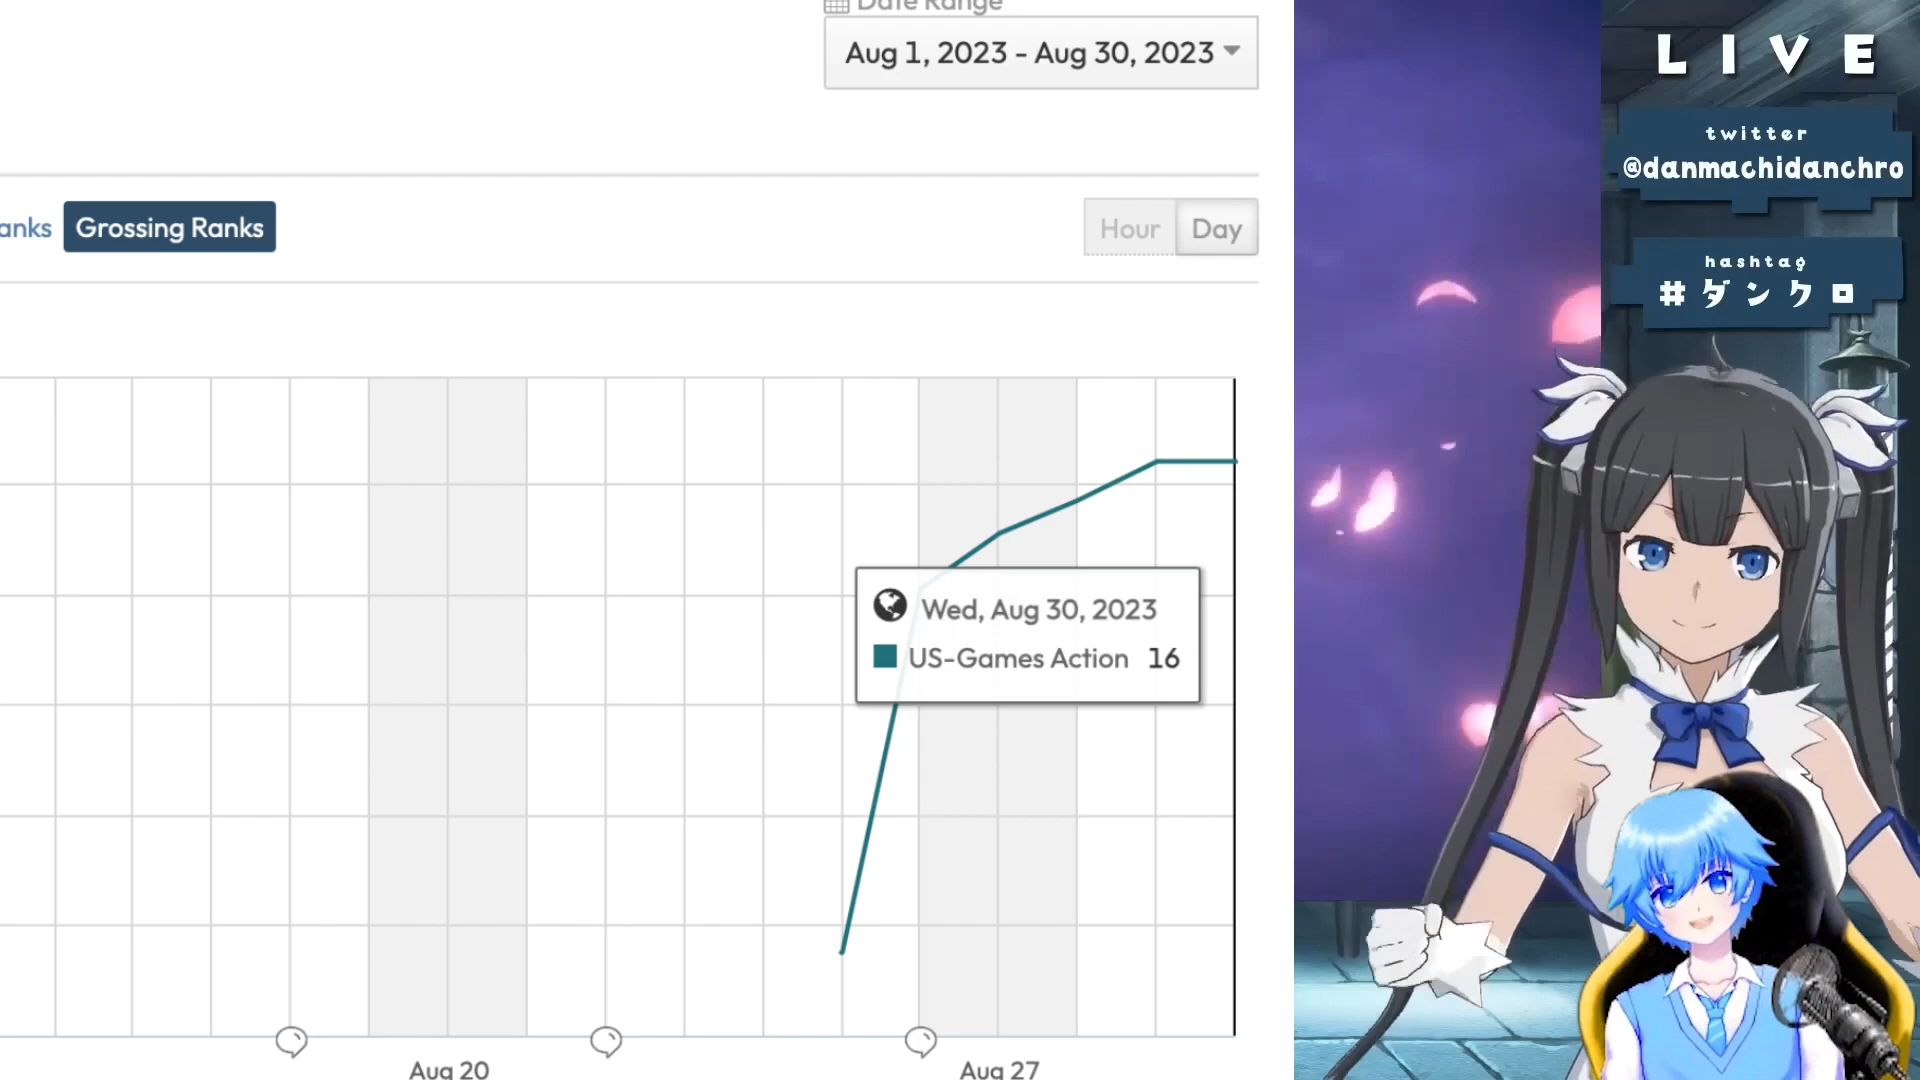 Date Range
Aug 1, 2023 - Aug 30, 2023
anks
Grossing Ranks
Hour
Day
Wed, Aug 30, 2023
US-Games Action 16
Aug 20
Aug 27
LIVE
twitter
@danmachidanchro
hashtag
#ダンクロ